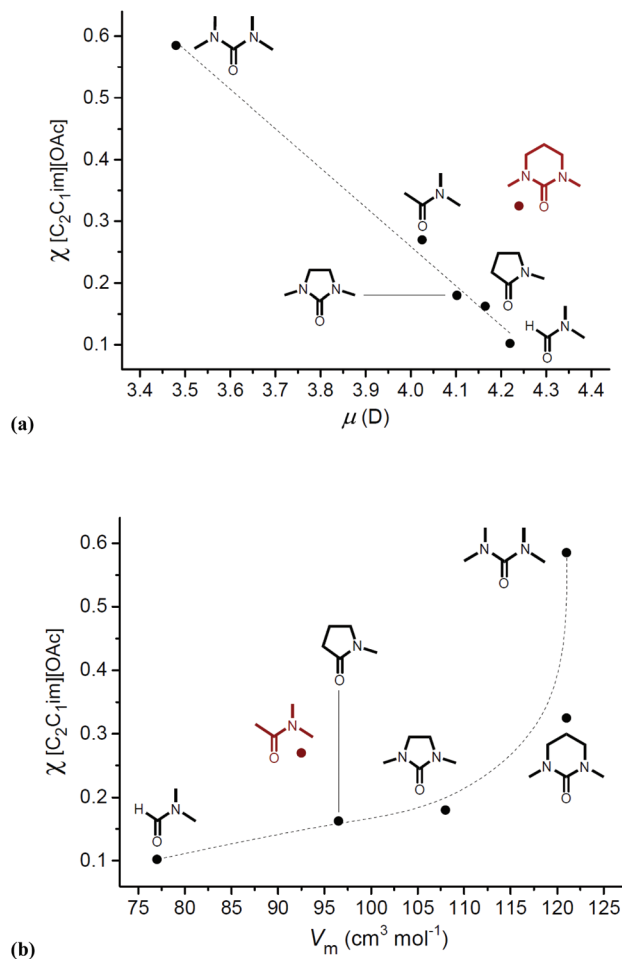 0.6
0.5
0.4
0.3
0.2
0.1
χ [C₂C₁im][OAc]
N N
O
N
O
N N
O
N N
O
N
O
H N
O
3.4 3.5 3.6 3.7 3.8 3.9 4.0 4.1 4.2 4.3 4.4
μ (D)
(a)
0.6
0.5
0.4
0.3
0.2
0.1
χ [C₂C₁im][OAc]
N N
O
N
O
N
O
N N
O
N N
O
H N
O
75 80 85 90 95 100 105 110 115 120 125
Vₘ (cm³ mol⁻¹)
(b)